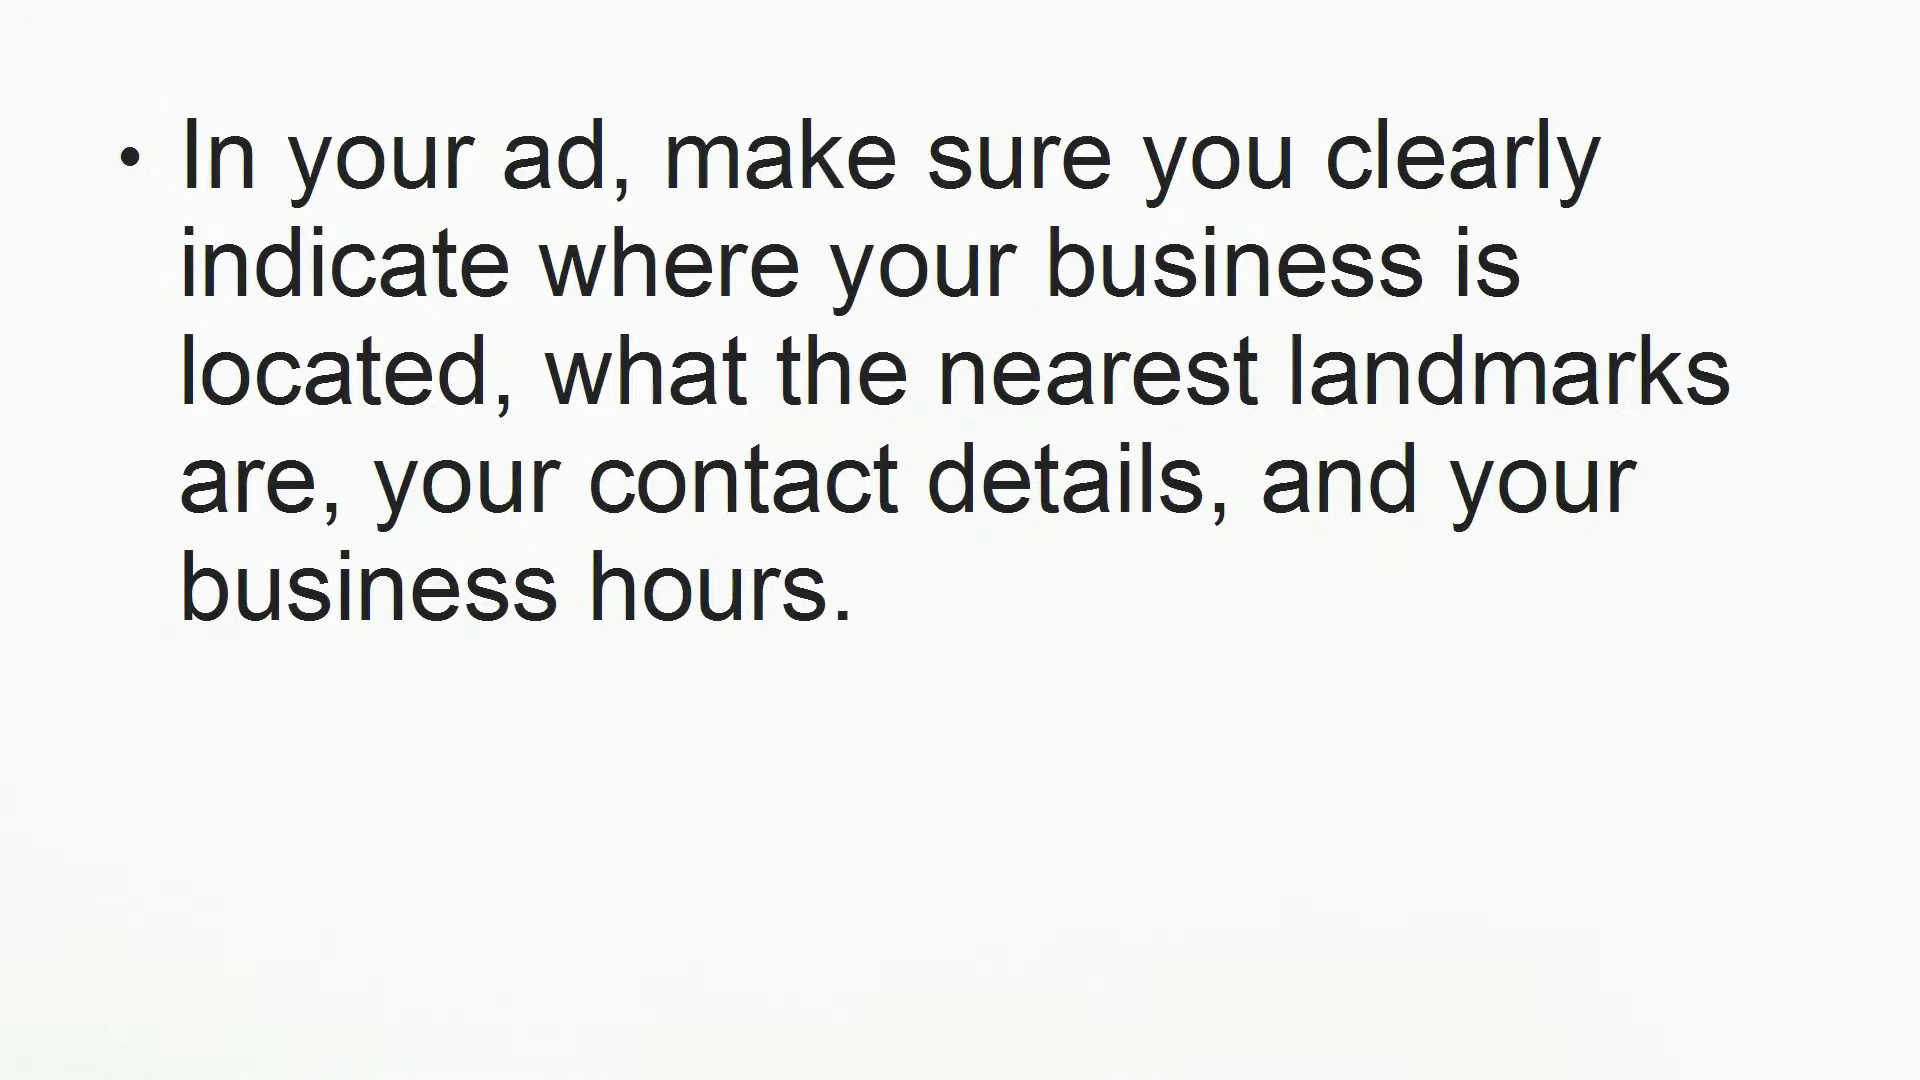 • In your ad, make sure you clearly
indicate where your business is
located, what the nearest landmarks
are, your contact details, and your
business hours.